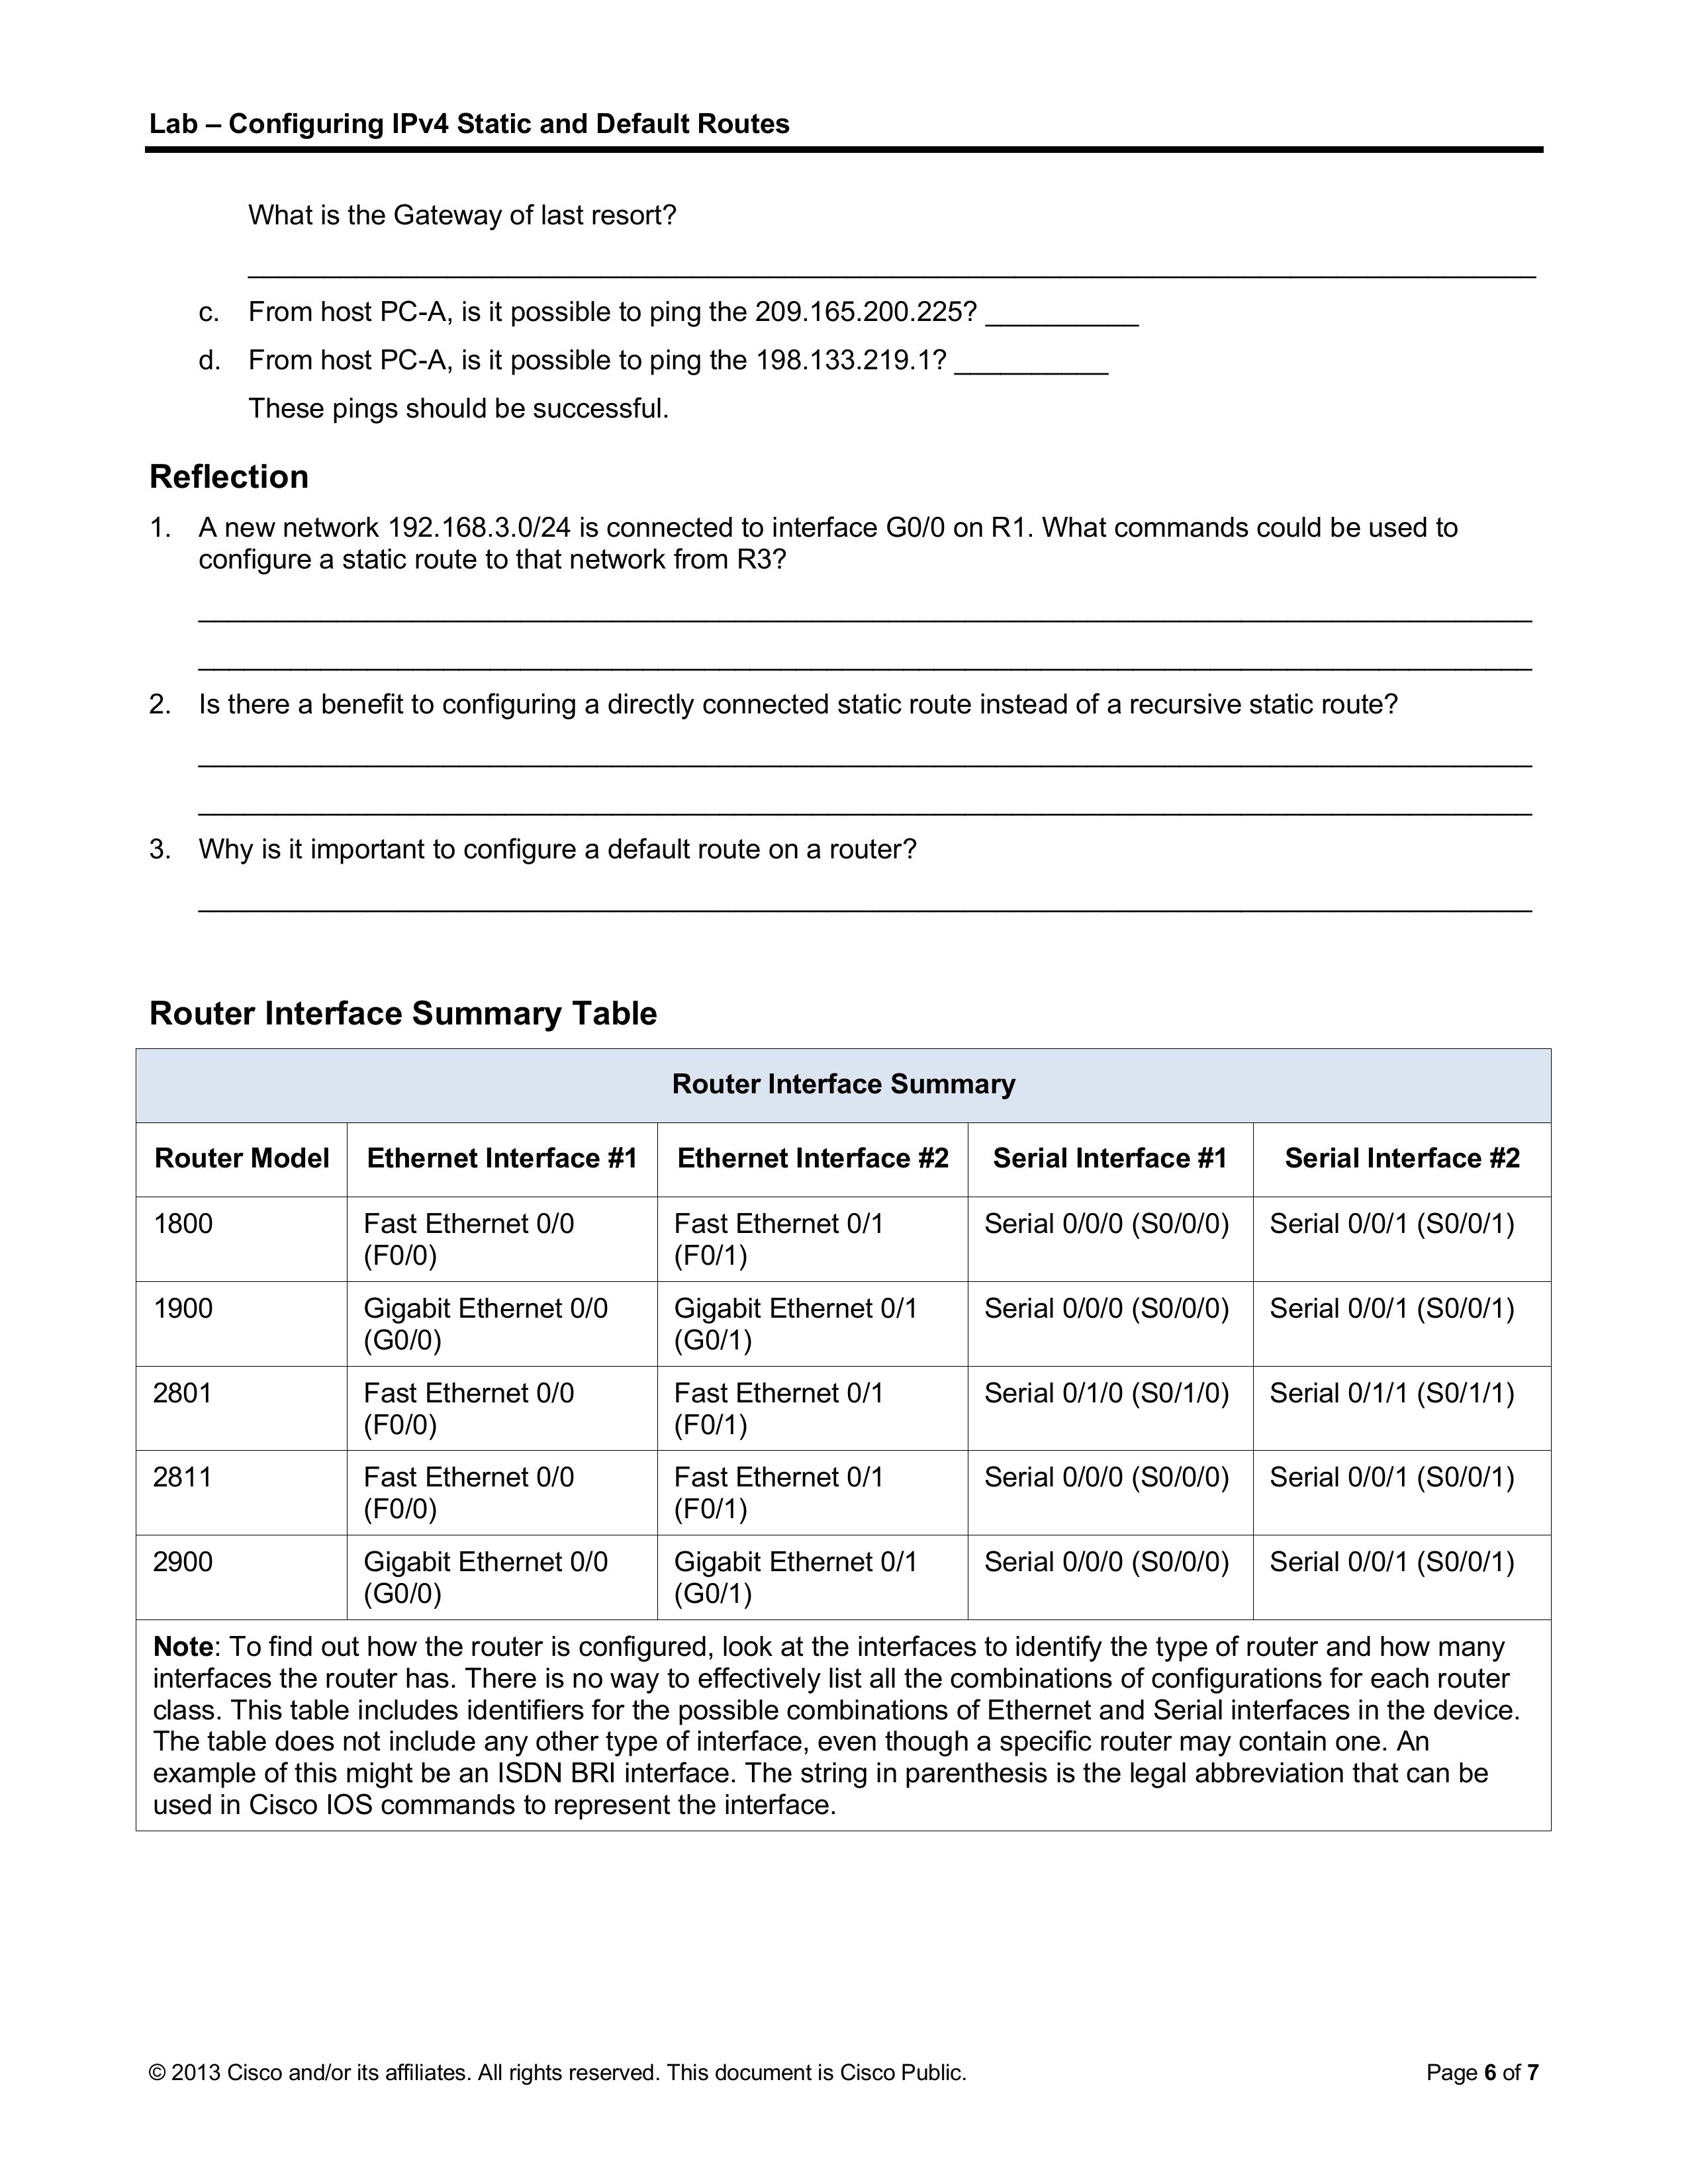 Lab – Configuring IPv4 Static and Default Routes
What is the Gateway of last resort?
c. From host PC-A, is it possible to ping the 209.165.200.225? __________
d. From host PC-A, is it possible to ping the 198.133.219.1? __________
These pings should be successful.
Reflection
1. A new network 192.168.3.0/24 is connected to interface G0/0 on R1. What commands could be used to
configure a static route to that network from R3?
2. Is there a benefit to configuring a directly connected static route instead of a recursive static route?
3. Why is it important to configure a default route on a router?
Router Interface Summary Table
Router Interface Summary
Router Model Ethernet Interface #1 Ethernet Interface #2 Serial Interface #1 Serial Interface #2
1800 Fast Ethernet 0/0 Fast Ethernet 0/1 Serial 0/0/0 (S0/0/0) Serial 0/0/1 (S0/0/1)
(F0/0) (F0/1)
1900 Gigabit Ethernet 0/0 Gigabit Ethernet 0/1 Serial 0/0/0 (S0/0/0) Serial 0/0/1 (S0/0/1)
(G0/0) (G0/1)
2801 Fast Ethernet 0/0 Fast Ethernet 0/1 Serial 0/1/0 (S0/1/0) Serial 0/1/1 (S0/1/1)
(F0/0) (F0/1)
2811 Fast Ethernet 0/0 Fast Ethernet 0/1 Serial 0/0/0 (S0/0/0) Serial 0/0/1 (S0/0/1)
(F0/0) (F0/1)
2900 Gigabit Ethernet 0/0 Gigabit Ethernet 0/1 Serial 0/0/0 (S0/0/0) Serial 0/0/1 (S0/0/1)
(G0/0) (G0/1)
Note: To find out how the router is configured, look at the interfaces to identify the type of router and how many
interfaces the router has. There is no way to effectively list all the combinations of configurations for each router
class. This table includes identifiers for the possible combinations of Ethernet and Serial interfaces in the device.
The table does not include any other type of interface, even though a specific router may contain one. An
example of this might be an ISDN BRI interface. The string in parenthesis is the legal abbreviation that can be
used in Cisco IOS commands to represent the interface.
© 2013 Cisco and/or its affiliates. All rights reserved. This document is Cisco Public. Page 6 of 7